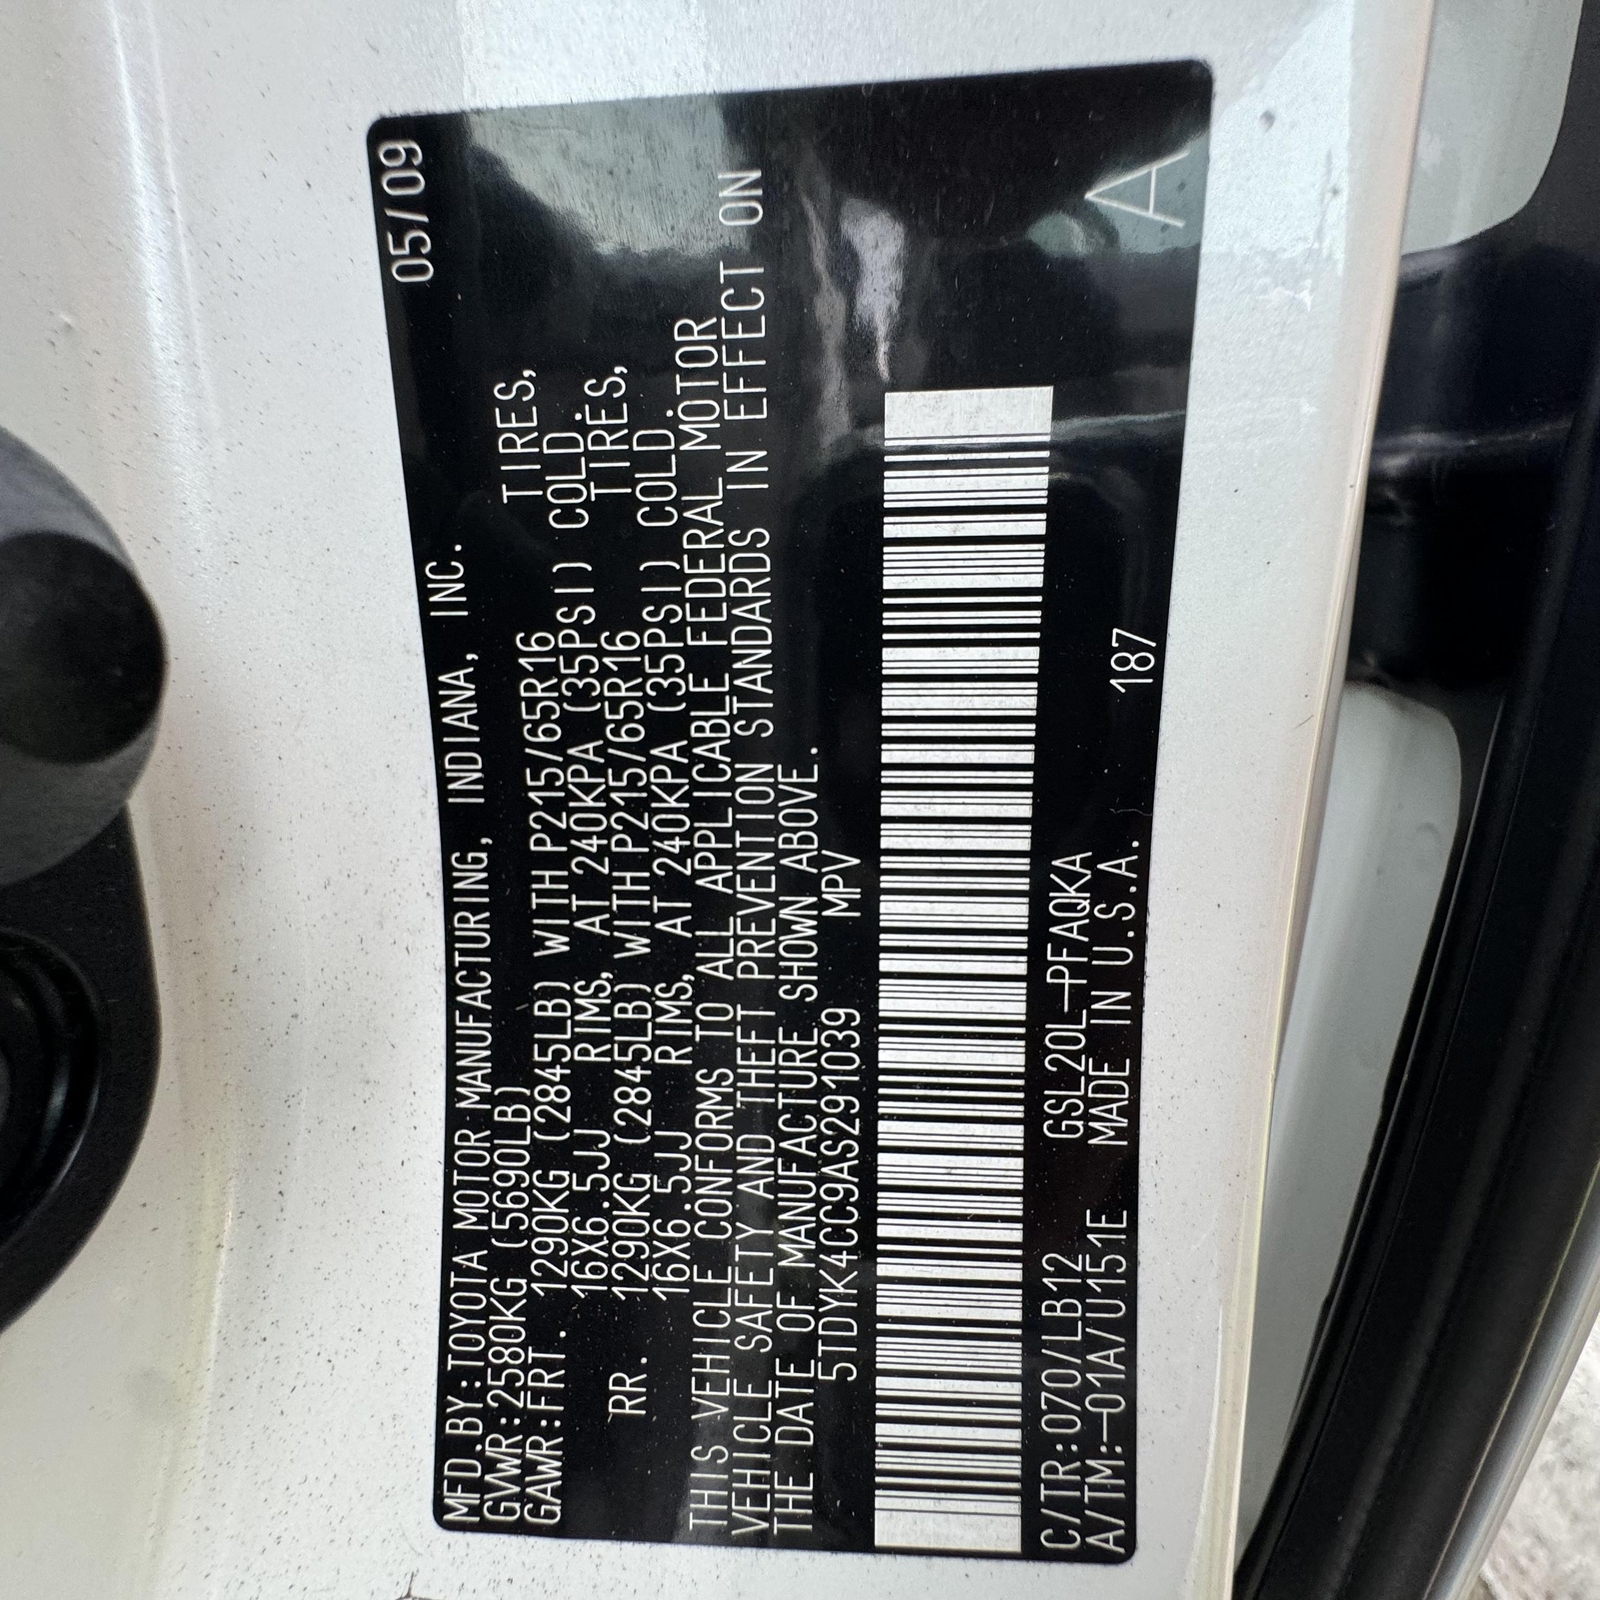 MFD.BY:TOYOTA MOTOR MANUFACTURING, INDIANA, INC. 05/09
GVWR:2580KG (5690LB)
GAWR:FRT. 1290KG (2845LB) WITH P215/65R16 TIRES,
16X6.5JJ RIMS, AT 240KPA (35PSI) COLD.
RR. 1290KG (2845LB) WITH P215/65R16 TIRES,
16X6.5JJ RIMS, AT 240KPA (35PSI) COLD.
THIS VEHICLE CONFORMS TO ALL APPLICABLE FEDERAL MOTOR
VEHICLE SAFETY AND THEFT PREVENTION STANDARDS IN EFFECT ON
THE DATE OF MANUFACTURE SHOWN ABOVE.
5TDYK4CC9AS291039 MPV
C/TR:070/LB12 GSL20L-PFAQKA
A/TM:-01A/U151E MADE IN U.S.A. 187 A